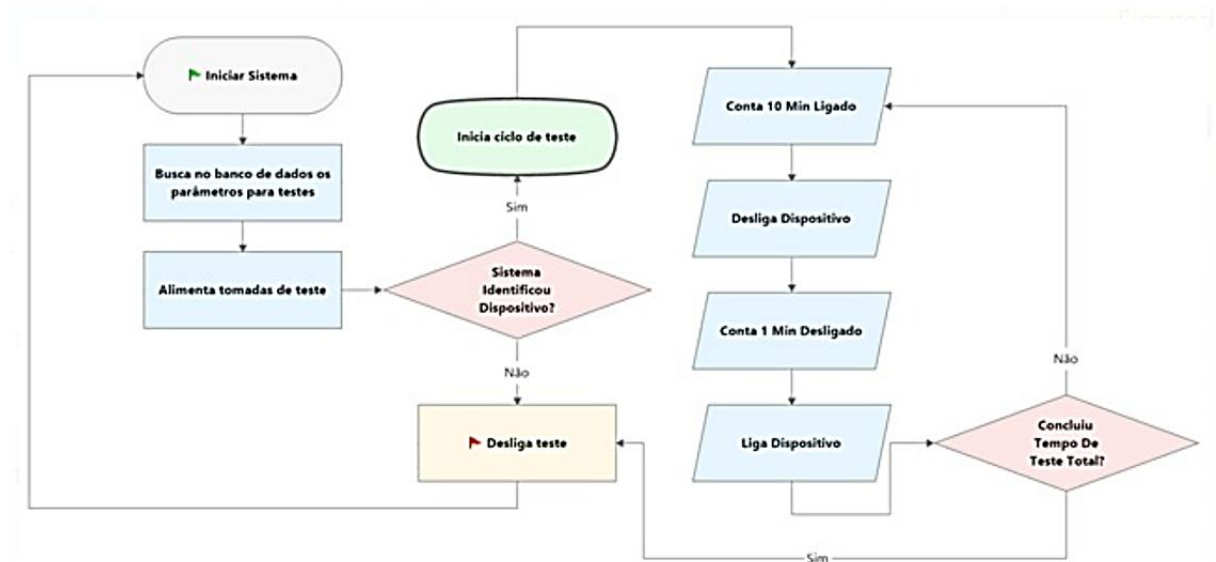 Iniciar Sistema
Busca no banco de dados os
parâmetros para testes
Alimenta tomadas de teste
Sistema
Identificou
Dispositivo?
Sim
Inicia ciclo de teste
Não
Desliga teste
Conta 10 Min Ligado
Desliga Dispositivo
Conta 1 Min Desligado
Liga Dispositivo
Concluiu
Tempo De
Teste Total?
Não
Sim